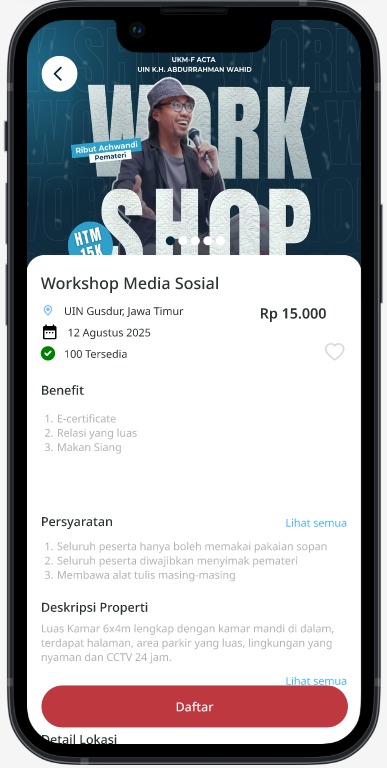 UKM-F ACTA
UIN K.H. ABDURRAHMAN WAHID
WORK
Ribut Achwandi
Pemateri
SHOP
HTM
15K
Workshop Media Sosial
UIN Gusdur, Jawa Timur
Rp 15.000
12 Agustus 2025
100 Tersedia
Benefit
1. E-certificate
2. Relasi yang luas
3. Makan Siang
Persyaratan
Lihat semua
1. Seluruh peserta hanya boleh memakai pakaian sopan
2. Seluruh peserta diwajibkan menyimak pemateri
3. Membawa alat tulis masing-masing
Deskripsi Properti
Luas Kamar 6x4m lengkap dengan kamar mandi di dalam,
terdapat halaman, area parkir yang luas, lingkungan yang
nyaman dan CCTV 24 jam.
Lihat semua
Daftar
Detail Lokasi